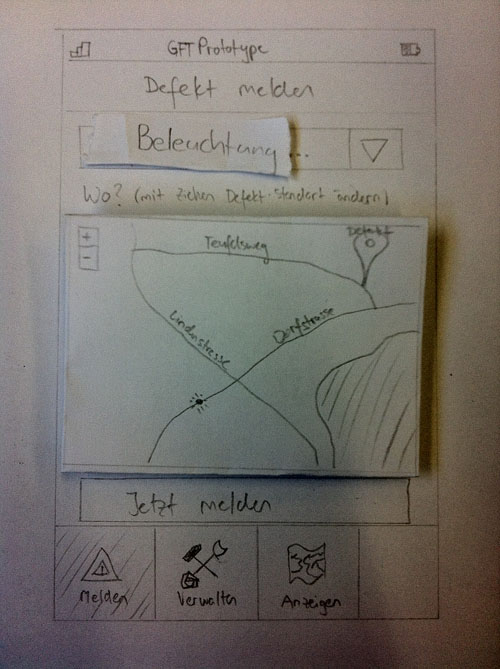 GFT Prototype
Defekt melden
Beleuchtung ...
Wo? (mit ziehen Defekt-standort ändern)
+
-
Teufelsweg
Defekt
Lindenstrasse
Dorfstrasse
Jetzt melden
Melden
Verwalten
Anzeigen